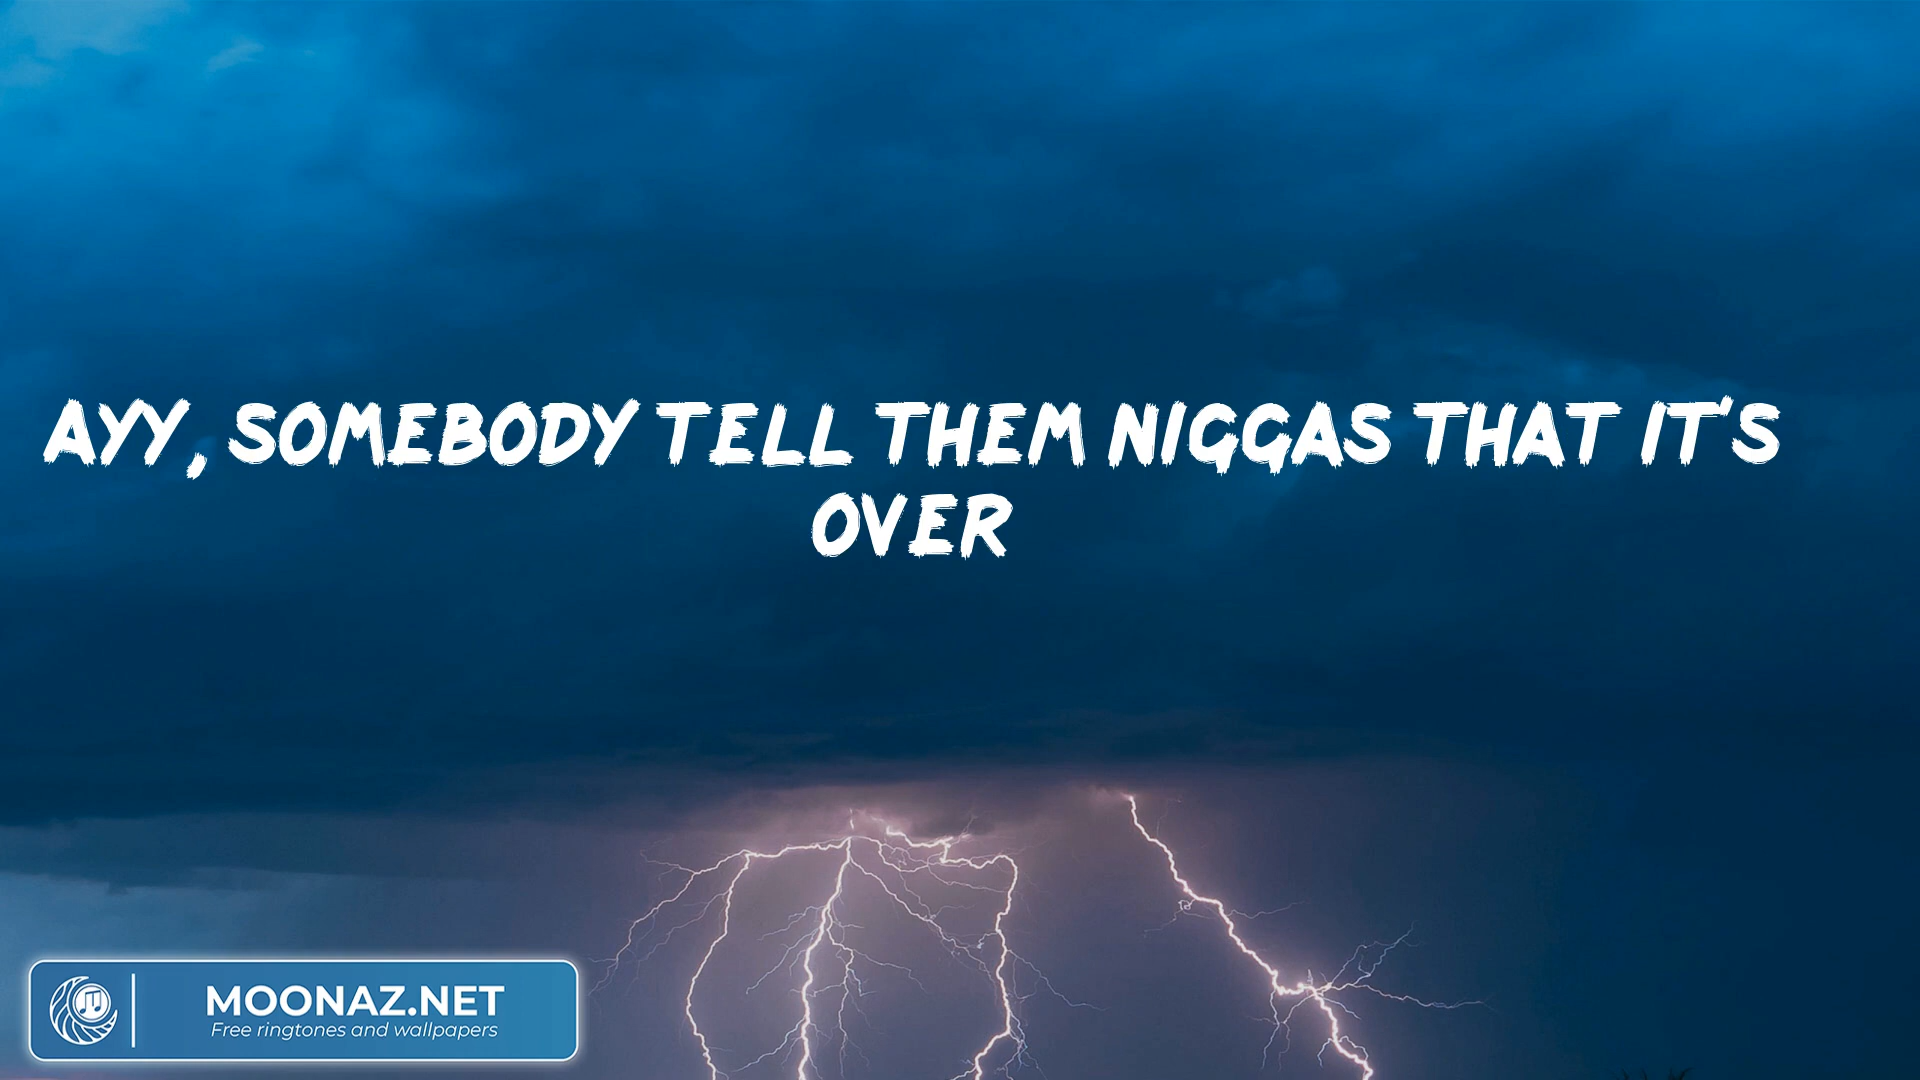 AYY, SOMEBODY TELL THEM NIGGAS THAT IT'S
OVER
MOONAZ.NET
Free ringtones and wallpapers